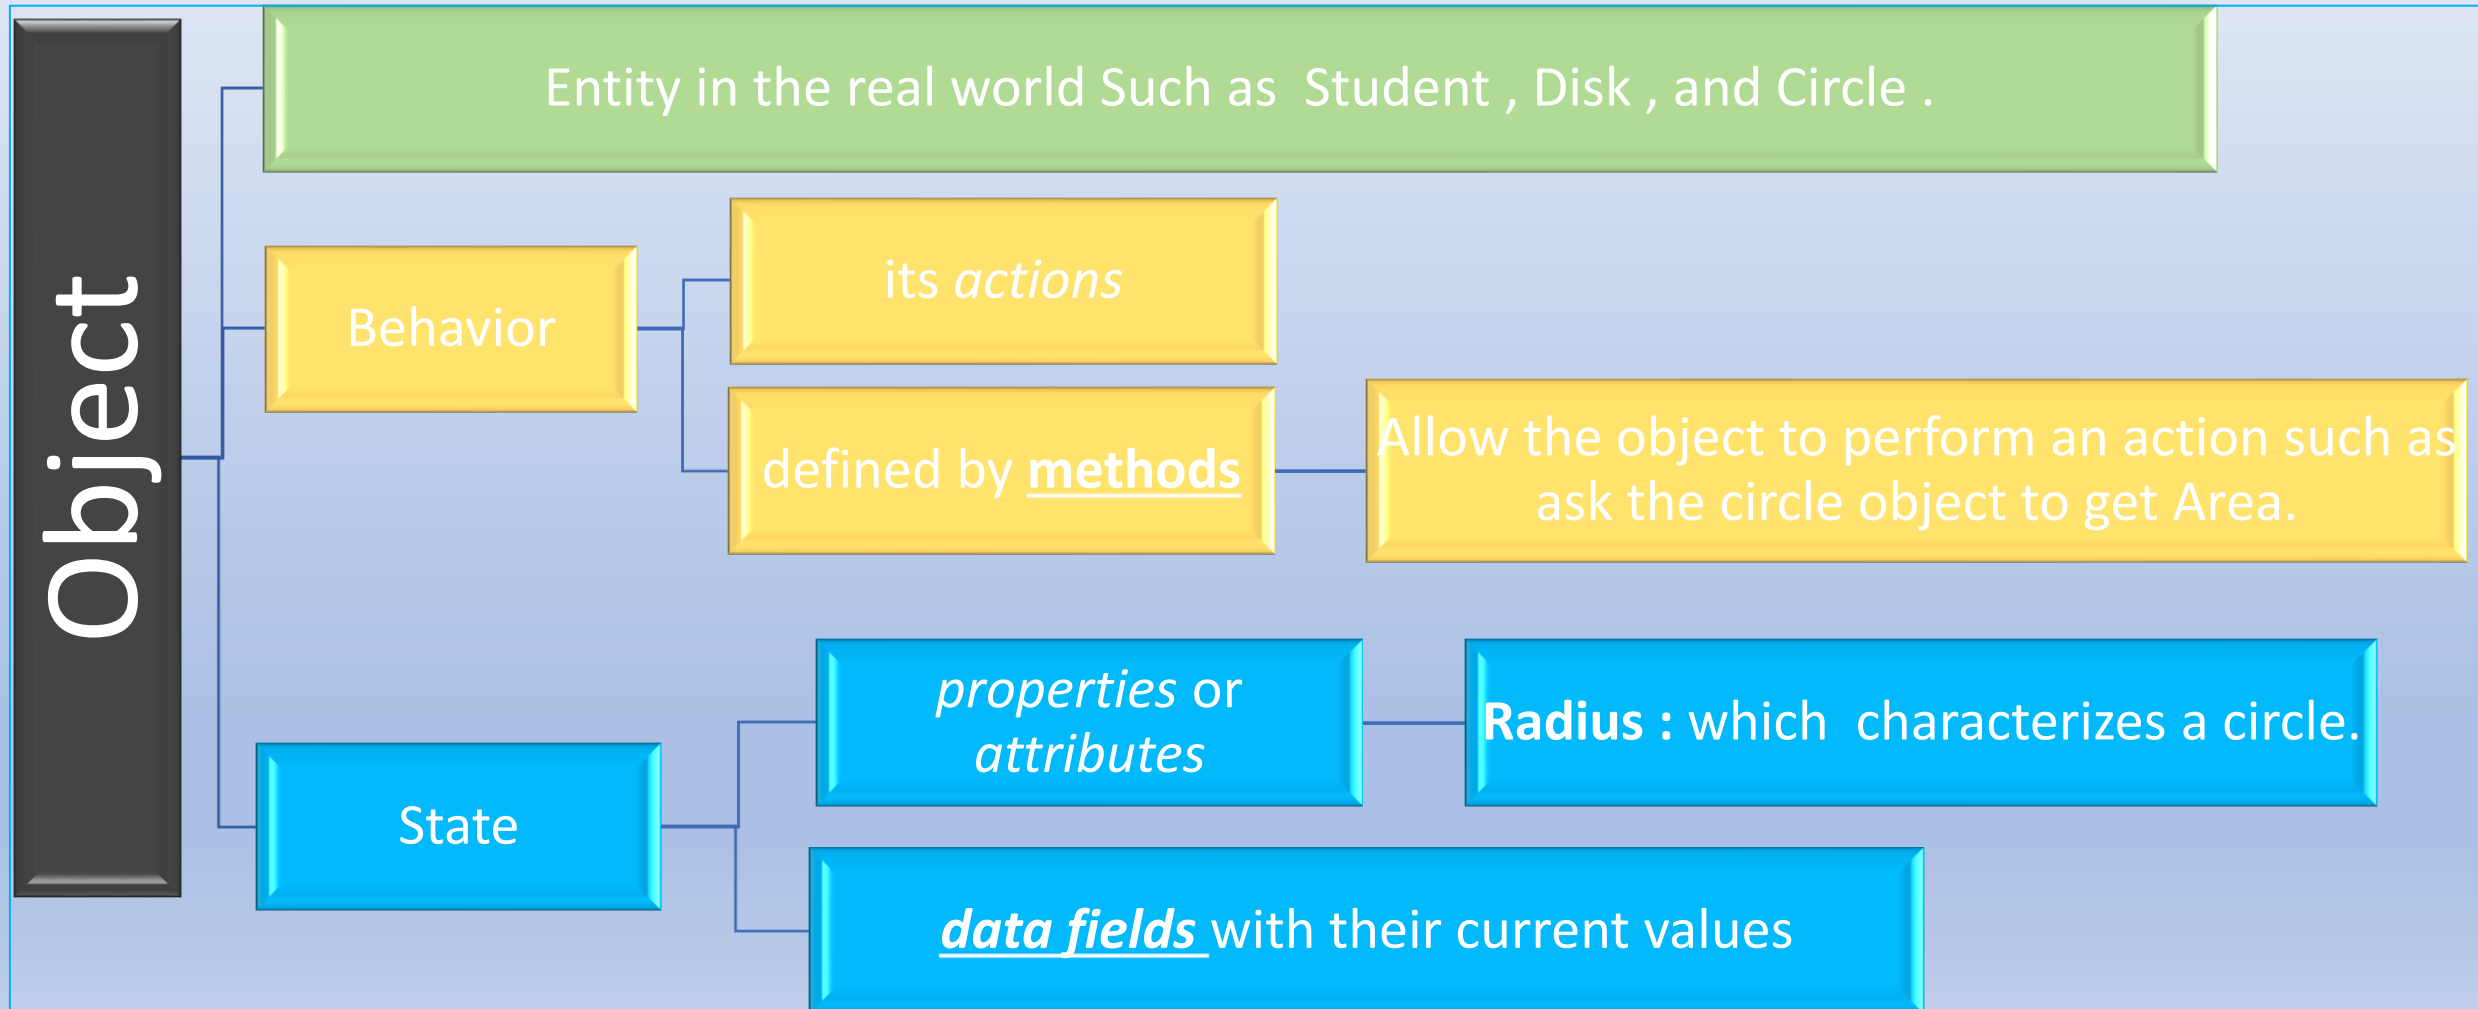 Object
Entity in the real world Such as Student , Disk , and Circle .
Behavior
its actions
defined by methods
Allow the object to perform an action such as
ask the circle object to get Area.
State
properties or
attributes
Radius : which characterizes a circle.
data fields with their current values